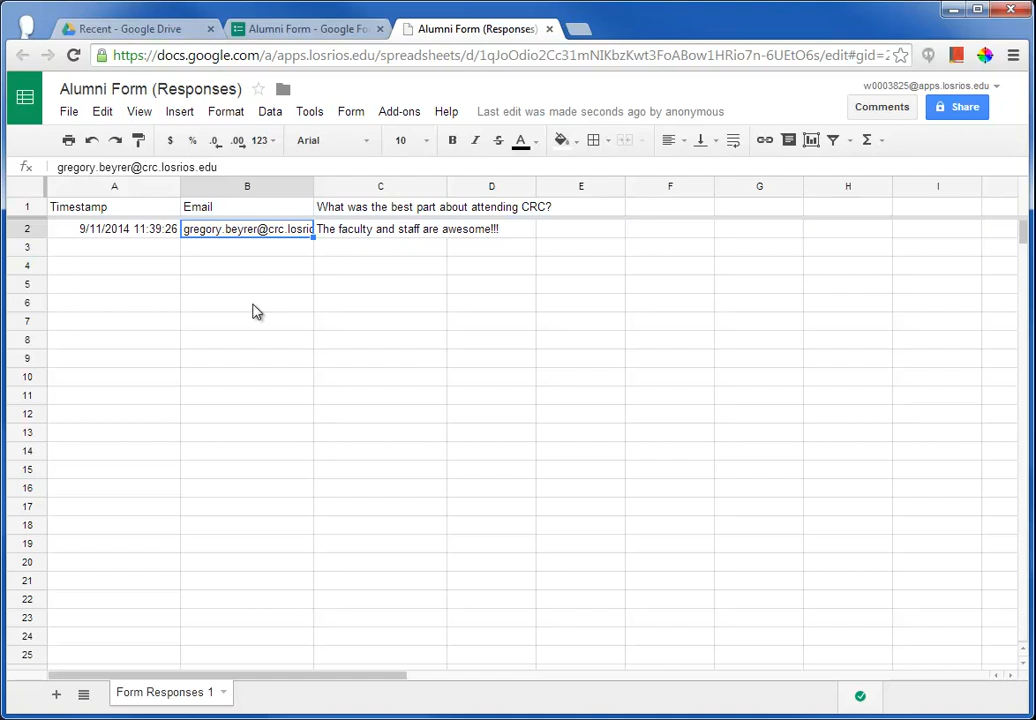 Recent - Google Drive
Alumni Form - Google Fo
Alumni Form (Responses)
https://docs.google.com/a/apps.losrios.edu/spreadsheets/d/1qJoOdio2Cc31mNIKbzKwt3FoABow1HRio7n-6UEtO6s/edit#gid=2
Alumni Form (Responses)
w0003825@apps.losrios.edu
File Edit View Insert Format Data Tools Form Add-ons Help Last edit was made seconds ago by anonymous
Comments Share
$ % .0 .00 123 Arial 10 B I S A Σ
fx gregory.beyrer@crc.losrios.edu
A B C D E F G H I
1 Timestamp Email What was the best part about attending CRC?
2 9/11/2014 11:39:26 gregory.beyrer@crc.losrio The faculty and staff are awesome!!!
3
4
5
6
7
8
9
10
11
12
13
14
15
16
17
18
19
20
21
22
23
24
25
+ Form Responses 1